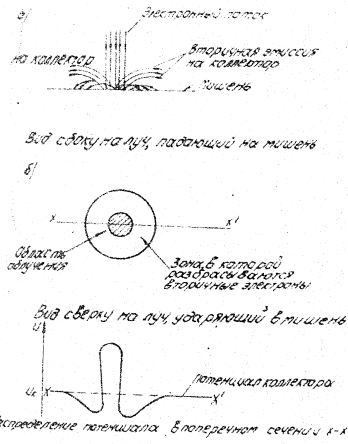 а)
Электронный поток
на коллектор
Вторичная эмиссия
на коллектор
Мишень
Вид сбоку на луч, падающий на мишень
б)
x
x'
Область
облучения
Зона, в которой
разбрасываются
вторичные электроны
Вид сверху на луч, ударяющий в мишень
u
Uк
x
Потенциал коллектора
x'
Распределение потенциала в поперечном сечении x-x